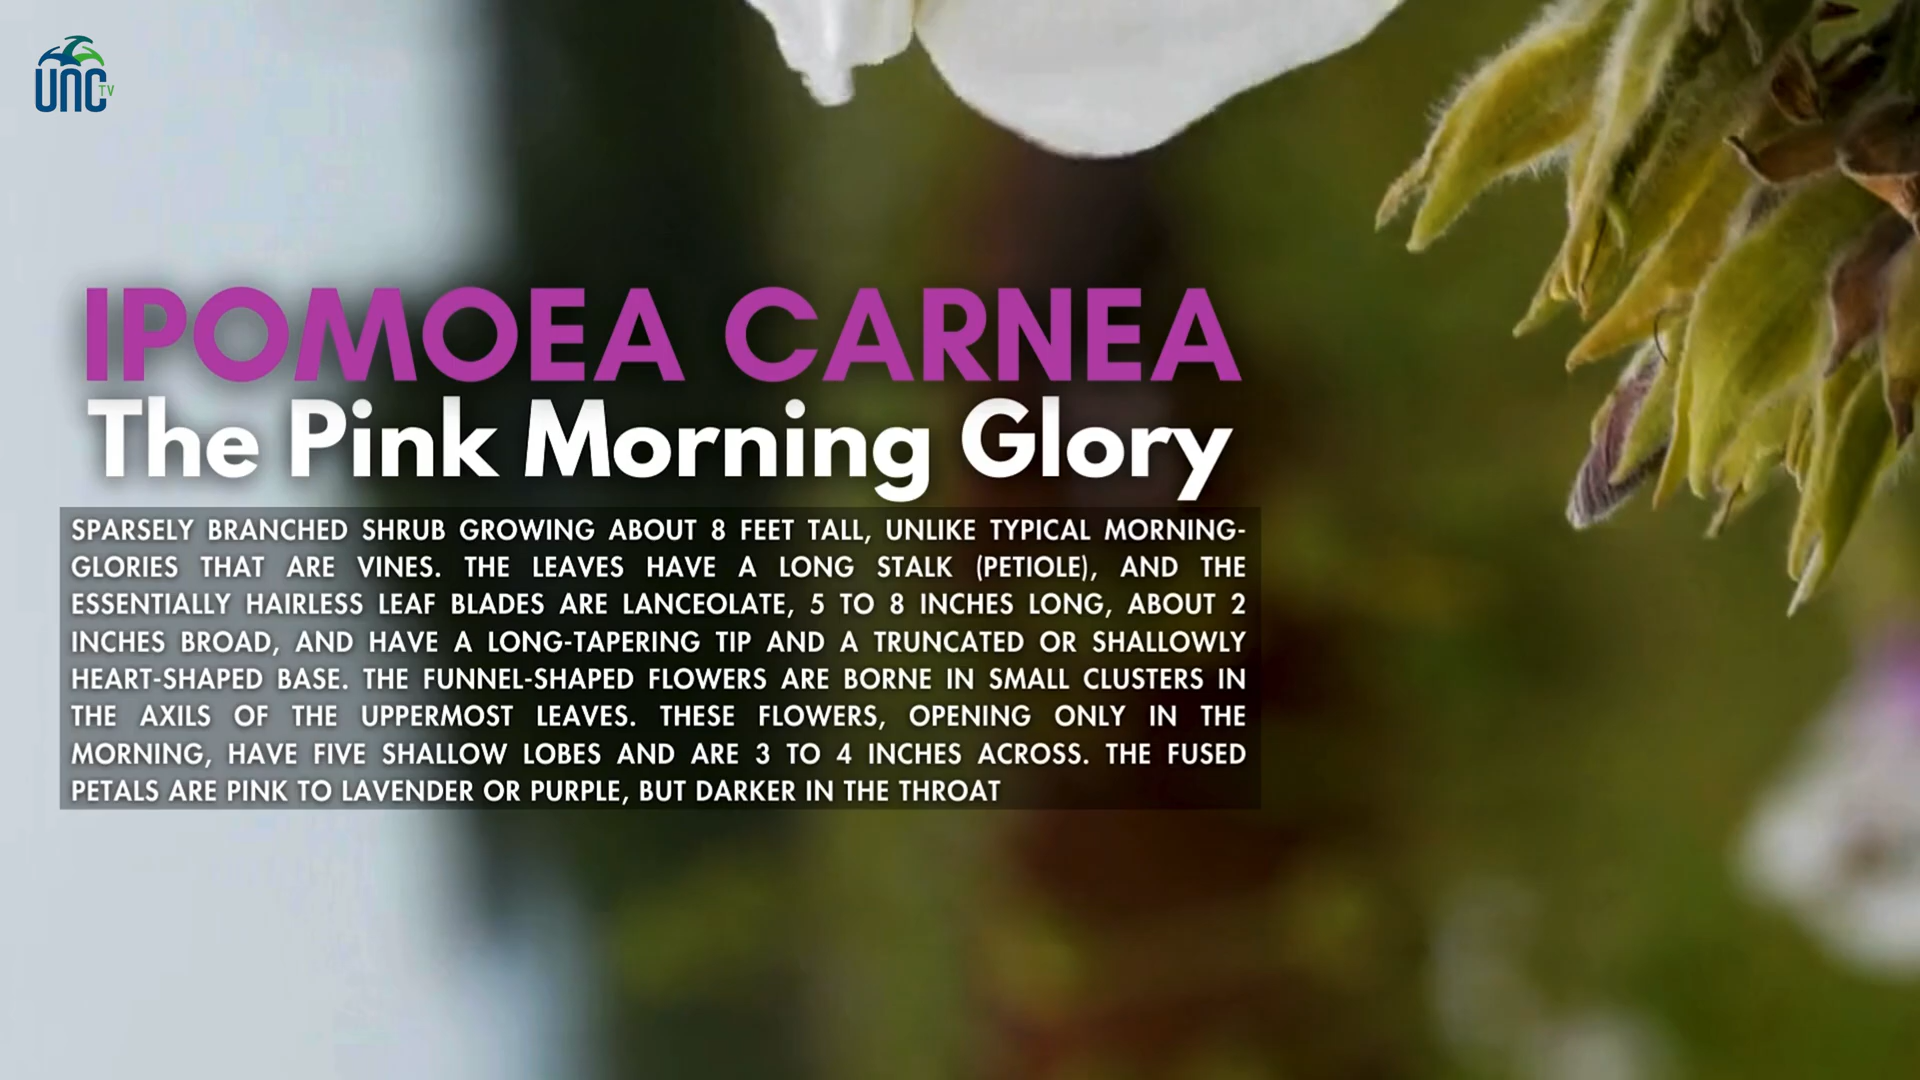 UNC TV
IPOMOEA CARNEA
The Pink Morning Glory
SPARSELY BRANCHED SHRUB GROWING ABOUT 8 FEET TALL, UNLIKE TYPICAL MORNING-
GLORIES THAT ARE VINES. THE LEAVES HAVE A LONG STALK (PETIOLE), AND THE
ESSENTIALLY HAIRLESS LEAF BLADES ARE LANCEOLATE, 5 TO 8 INCHES LONG, ABOUT 2
INCHES BROAD, AND HAVE A LONG-TAPERING TIP AND A TRUNCATED OR SHALLOWLY
HEART-SHAPED BASE. THE FUNNEL-SHAPED FLOWERS ARE BORNE IN SMALL CLUSTERS IN
THE AXILS OF THE UPPERMOST LEAVES. THESE FLOWERS, OPENING ONLY IN THE
MORNING, HAVE FIVE SHALLOW LOBES AND ARE 3 TO 4 INCHES ACROSS. THE FUSED
PETALS ARE PINK TO LAVENDER OR PURPLE, BUT DARKER IN THE THROAT